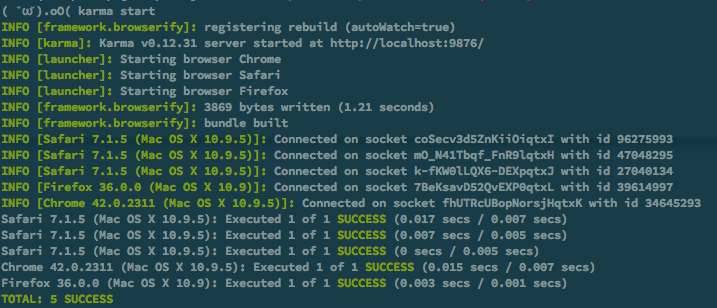 ( ˘ω˘).oO( karma start
INFO [framework.browserify]: registering rebuild (autoWatch=true)
INFO [karma]: Karma v0.12.31 server started at http://localhost:9876/
INFO [launcher]: Starting browser Chrome
INFO [launcher]: Starting browser Safari
INFO [launcher]: Starting browser Firefox
INFO [framework.browserify]: 3869 bytes written (1.21 seconds)
INFO [framework.browserify]: bundle built
INFO [Safari 7.1.5 (Mac OS X 10.9.5)]: Connected on socket coSecv3d5ZnKiiOiqtxI with id 96275993
INFO [Safari 7.1.5 (Mac OS X 10.9.5)]: Connected on socket mO_N41Tbqf_FnR9lqtxH with id 47048295
INFO [Safari 7.1.5 (Mac OS X 10.9.5)]: Connected on socket k-fKW0lLQX6-DEXpqtxJ with id 27040134
INFO [Firefox 36.0.0 (Mac OS X 10.9)]: Connected on socket 7BeKsavD52QvEXP0qtxL with id 39614997
INFO [Chrome 42.0.2311 (Mac OS X 10.9.5)]: Connected on socket fhUTRcUBopNorsjHqtxK with id 34645293
Safari 7.1.5 (Mac OS X 10.9.5): Executed 1 of 1 SUCCESS (0.017 secs / 0.007 secs)
Safari 7.1.5 (Mac OS X 10.9.5): Executed 1 of 1 SUCCESS (0.007 secs / 0.005 secs)
Safari 7.1.5 (Mac OS X 10.9.5): Executed 1 of 1 SUCCESS (0 secs / 0.005 secs)
Chrome 42.0.2311 (Mac OS X 10.9.5): Executed 1 of 1 SUCCESS (0.015 secs / 0.007 secs)
Firefox 36.0.0 (Mac OS X 10.9): Executed 1 of 1 SUCCESS (0.003 secs / 0.001 secs)
TOTAL: 5 SUCCESS